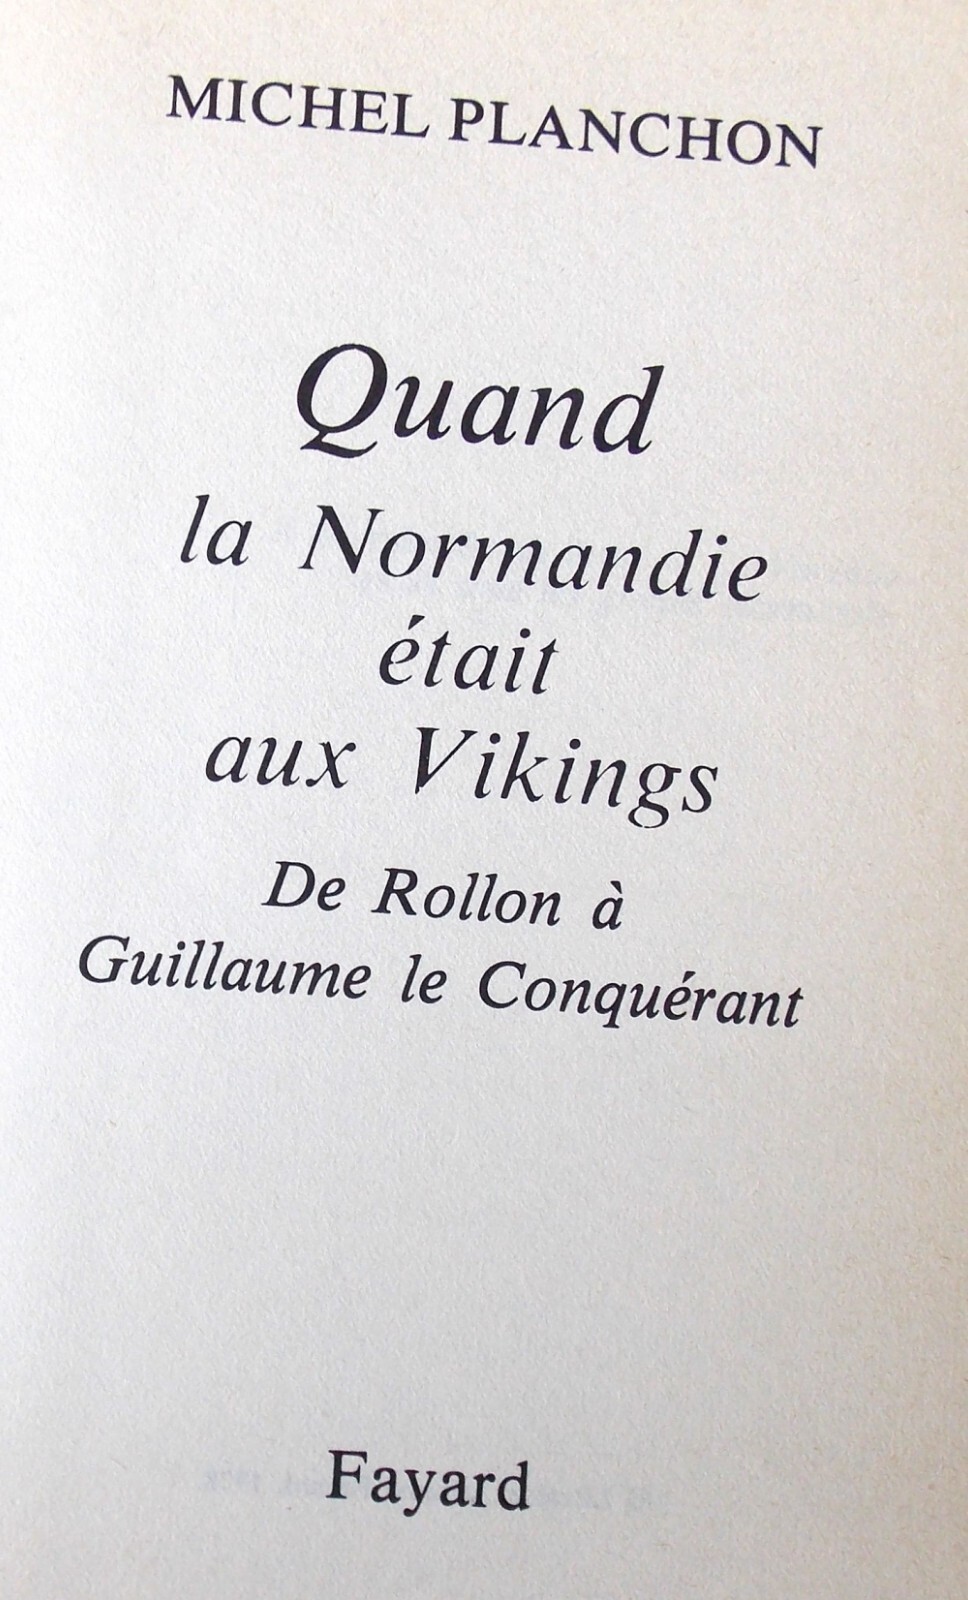 MICHEL PLANCHON
Quand
la Normandie
était
aux Vikings
De Rollon à
Guillaume le Conquérant
Fayard